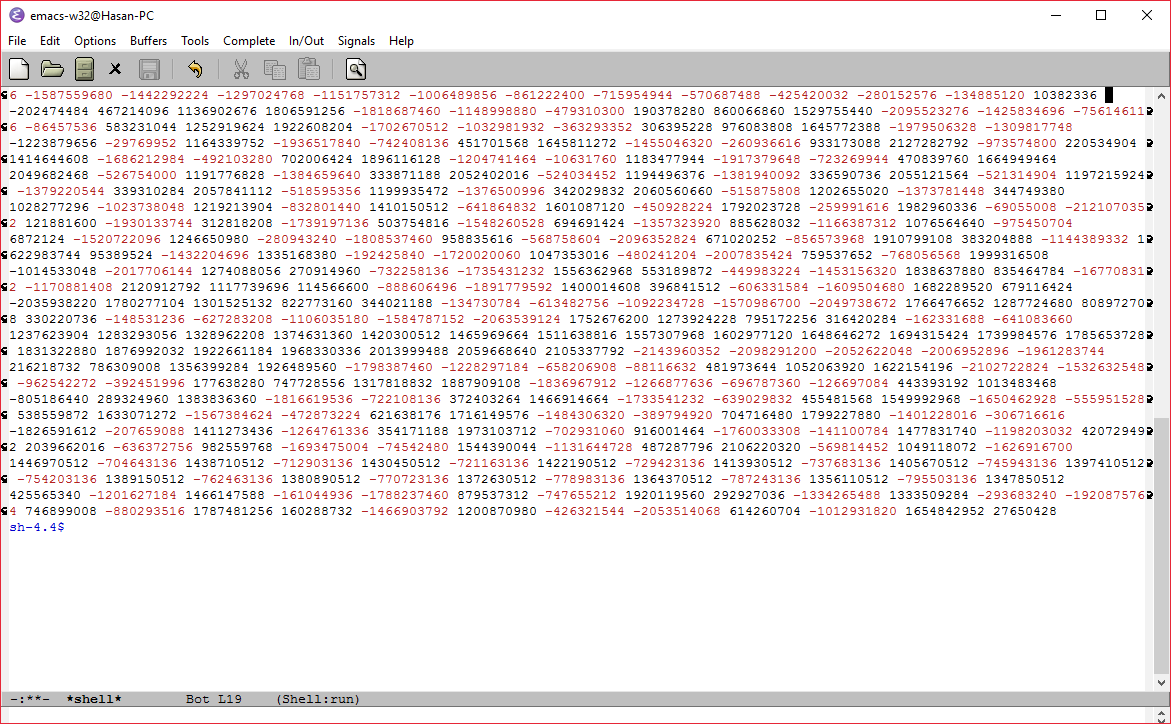 emacs-w32@Hasan-PC
File Edit Options Buffers Tools Complete In/Out Signals Help
6 -1587559680 -1442292224 -1297024768 -1151757312 -1006489856 -861222400 -715954944 -570687488 -425420032 -280152576 -134885120 10382336
-202474484 467214096 1136902676 1806591256 -1818687460 -1148998880 -479310300 190378280 860066860 1529755440 -2095523276 -1425834696 -75614611
6 -86457536 583231044 1252919624 1922608204 -1702670512 -1032981932 -363293352 306395228 976083808 1645772388 -1979506328 -1309817748
-1223879656 -29769952 1164339752 -1936517840 -742408136 451701568 1645811272 -1455046320 -260936616 933173088 2127282792 -973574800 220534904
1414644608 -1686212984 -492103280 702006424 1896116128 -1204741464 -10631760 1183477944 -1917379648 -723269944 470839760 1664949464
2049682468 -526754000 1191776828 -1384659640 333871188 2052402016 -524034452 1194496376 -1381940092 336590736 2055121564 -521314904 1197215924
-1379220544 339310284 2057841112 -518595356 1199935472 -1376500996 342029832 2060560660 -515875808 1202655020 -1373781448 344749380
1028277296 -1023738048 1219213904 -832801440 1410150512 -641864832 1601087120 -450928224 1792023728 -259991616 1982960336 -69055008 -212107035
2 121881600 -1930133744 312818208 -1739197136 503754816 -1548260528 694691424 -1357323920 885628032 -1166387312 1076564640 -975450704
6872124 -1520722096 1246650980 -280943240 -1808537460 958835616 -568758604 -2096352824 671020252 -856573968 1910799108 383204888 -1144389332 1
622983744 95389524 -1432204696 1335168380 -192425840 -1720020060 1047353016 -480241204 -2007835424 759537652 -768056568 1999316508
-1014533048 -2017706144 1274088056 270914960 -732258136 -1735431232 1556362968 553189872 -449983224 -1453156320 1838637880 835464784 -16770831
2 -1170881408 2120912792 1117739696 114566600 -888606496 -1891779592 1400014608 396841512 -606331584 -1609504680 1682289520 679116424
-2035938220 1780277104 1301525132 822773160 344021188 -134730784 -613482756 -1092234728 -1570986700 -2049738672 1766476652 1287724680 80897270
8 330220736 -148531236 -627283208 -1106035180 -1584787152 -2063539124 1752676200 1273924228 795172256 316420284 -162331688 -641083660
1237623904 1283293056 1328962208 1374631360 1420300512 1465969664 1511638816 1557307968 1602977120 1648646272 1694315424 1739984576 1785653728
1831322880 1876992032 1922661184 1968330336 2013999488 2059668640 2105337792 -2143960352 -2098291200 -2052622048 -2006952896 -1961283744
216218732 786309008 1356399284 1926489560 -1798387460 -1228297184 -658206908 -88116632 481973644 1052063920 1622154196 -2102722824 -1532632548
-962542272 -392451996 177638280 747728556 1317818832 1887909108 -1836967912 -1266877636 -696787360 -126697084 443393192 1013483468
-805186440 289324960 1383836360 -1816619536 -722108136 372403264 1466914664 -1733541232 -639029832 455481568 1549992968 -1650462928 -555951528
538559872 1633071272 -1567384624 -472873224 621638176 1716149576 -1484306320 -389794920 704716480 1799227880 -1401228016 -306716616
-1826591612 -207659088 1411273436 -1264761336 354171188 1973103712 -702931060 916001464 -1760033308 -141100784 1477831740 -1198203032 42072949
2 2039662016 -636372756 982559768 -1693475004 -74542480 1544390044 -1131644728 487287796 2106220320 -569814452 1049118072 -1626916700
1446970512 -704643136 1438710512 -712903136 1430450512 -721163136 1422190512 -729423136 1413930512 -737683136 1405670512 -745943136 1397410512
-754203136 1389150512 -762463136 1380890512 -770723136 1372630512 -778983136 1364370512 -787243136 1356110512 -795503136 1347850512
425565340 -1201627184 1466147588 -161044936 -1788237460 879537312 -747655212 1920119560 292927036 -1334265488 1333509284 -293683240 -192087576
4 746899008 -880293516 1787481256 160288732 -1466903792 1200870980 -426321544 -2053514068 614260704 -1012931820 1654842952 27650428
sh-4.4$
-:**- *shell* Bot L19 (Shell:run)